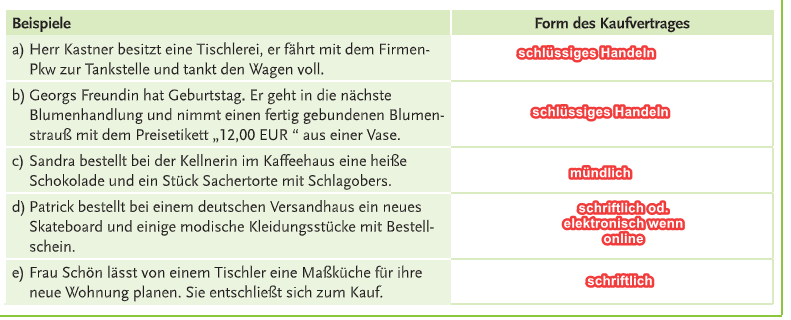 Beispiele
Form des Kaufvertrages
a) Herr Kastner besitzt eine Tischlerei, er fährt mit dem Firmen-
Pkw zur Tankstelle und tankt den Wagen voll.
schlüssiges Handeln
b) Georgs Freundin hat Geburtstag. Er geht in die nächste
Blumenhandlung und nimmt einen fertig gebundenen Blumen-
strauß mit dem Preisetikett „12,00 EUR “ aus einer Vase.
schlüssiges Handeln
c) Sandra bestellt bei der Kellnerin im Kaffeehaus eine heiße
Schokolade und ein Stück Sachertorte mit Schlagobers.
mündlich
d) Patrick bestellt bei einem deutschen Versandhaus ein neues
Skateboard und einige modische Kleidungsstücke mit Bestell-
schein.
schriftlich od.
elektronisch wenn
online
e) Frau Schön lässt von einem Tischler eine Maßküche für ihre
neue Wohnung planen. Sie entschließt sich zum Kauf.
schriftlich